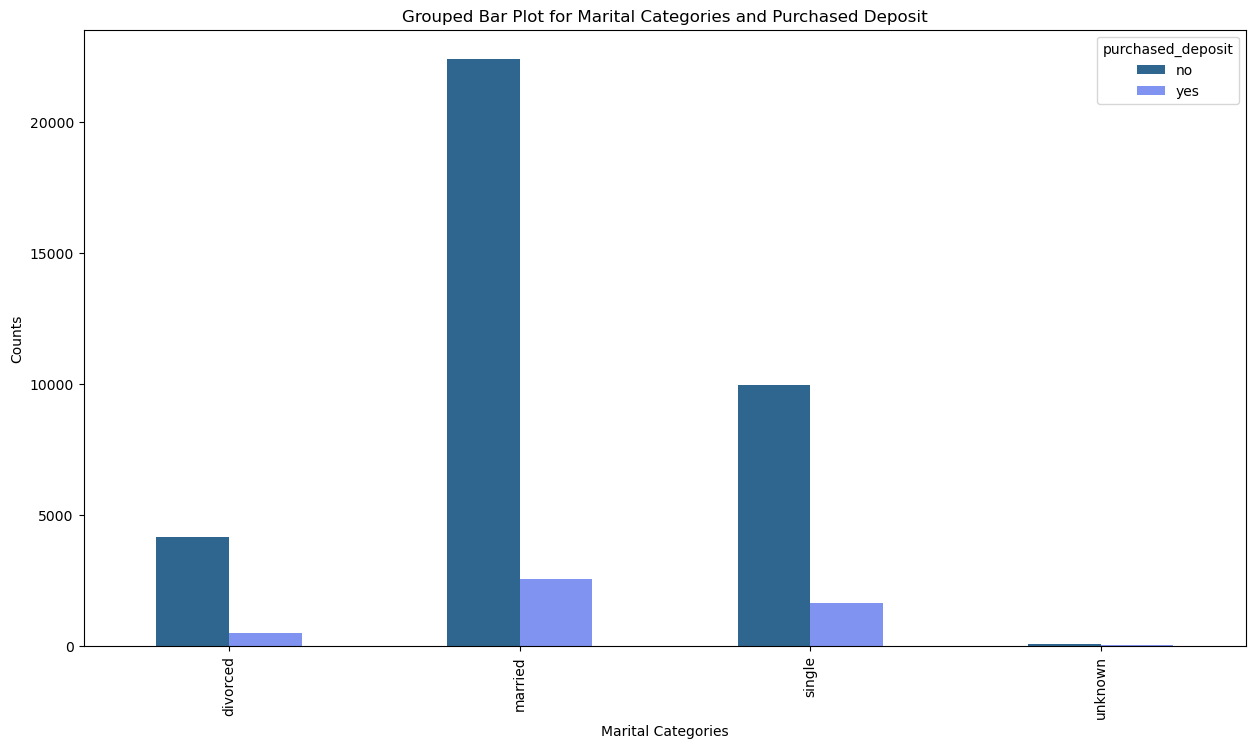 Grouped Bar Plot for Marital Categories and Purchased Deposit
purchased_deposit
no
yes
Counts
20000
15000
10000
5000
0
divorced
married
single
unknown
Marital Categories